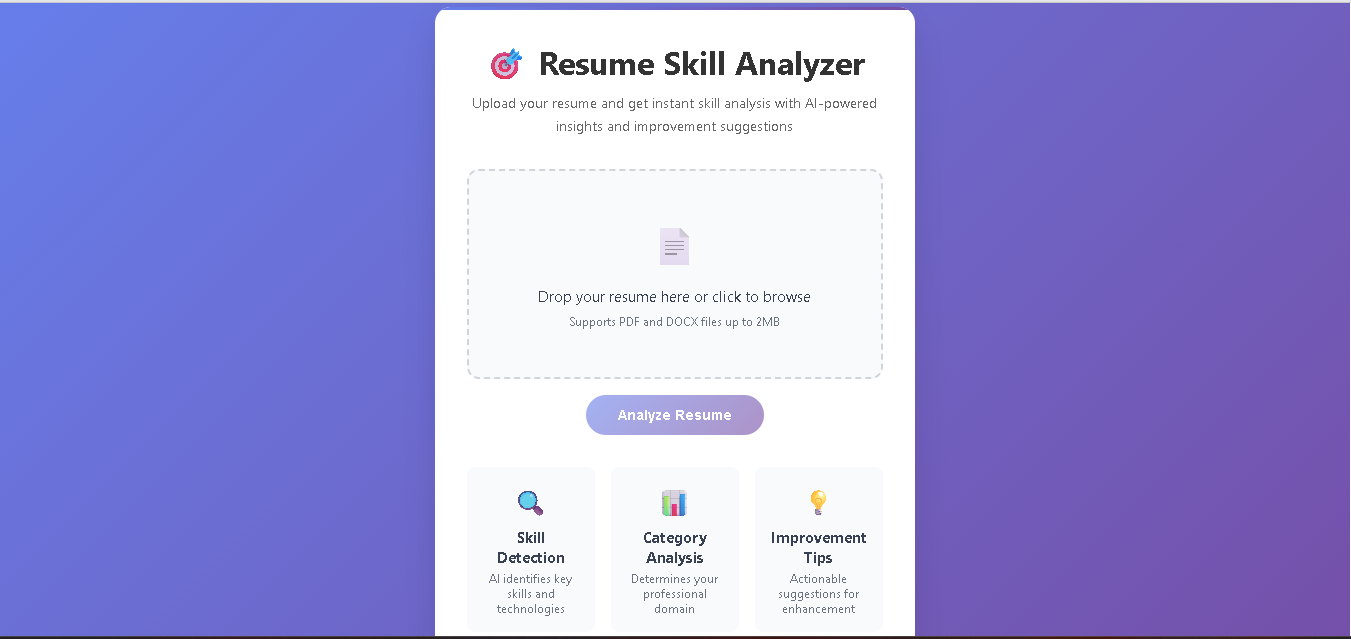 Resume Skill Analyzer
Upload your resume and get instant skill analysis with AI-powered
insights and improvement suggestions
Drop your resume here or click to browse
Supports PDF and DOCX files up to 2MB
Analyze Resume
Skill
Detection
AI identifies key
skills and
technologies
Category
Analysis
Determines your
professional
domain
Improvement
Tips
Actionable
suggestions for
enhancement